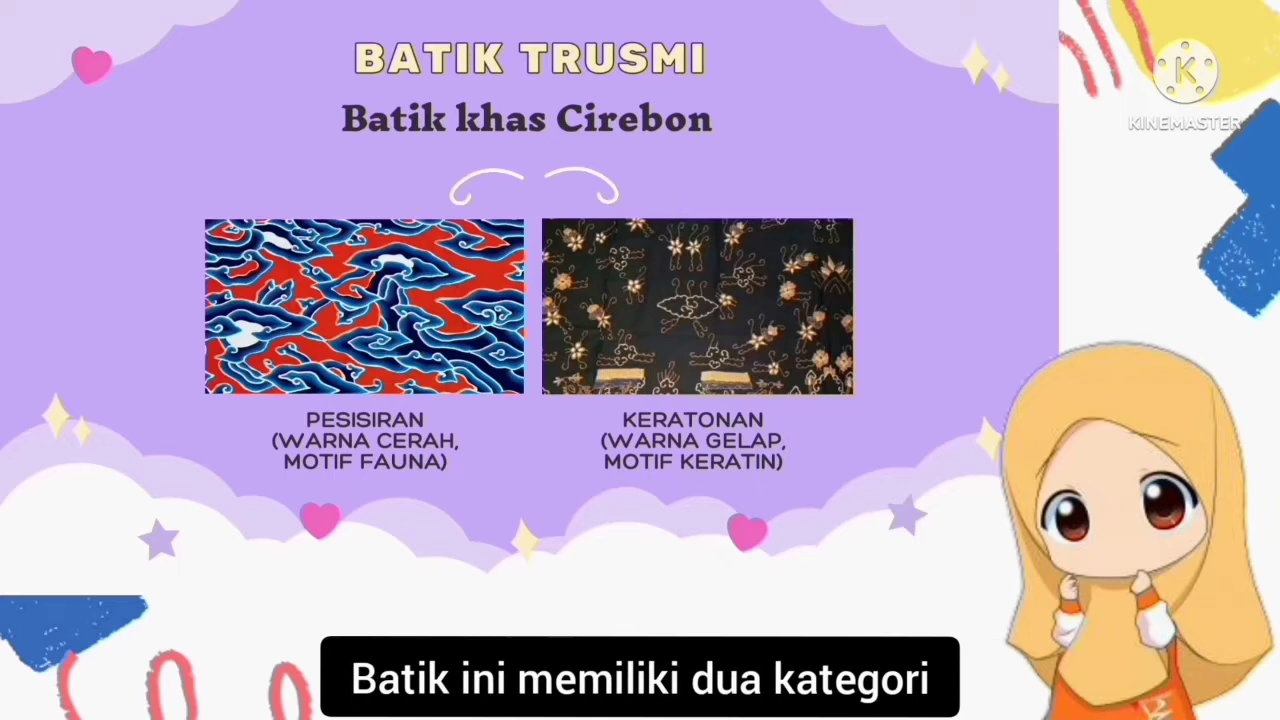 BATIK TRUSMI
Batik khas Cirebon
KINEMASTER
PESISIRAN
(WARNA CERAH,
MOTIF FAUNA)
KERATONAN
(WARNA GELAP,
MOTIF KERATIN)
Batik ini memiliki dua kategori